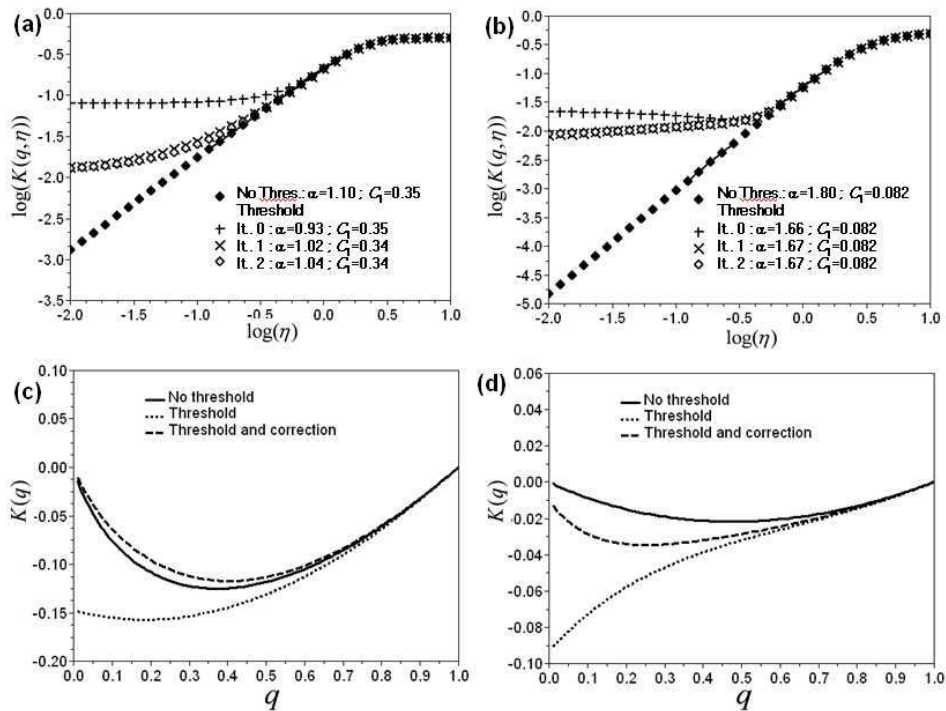 (a)
0.0
-0.5
-1.0
-1.5
-2.0
-2.5
-3.0
-3.5
log(K(q,η))
No Thres.: α=1.10 ; C1=0.35
Threshold
It. 0 : α=0.93 ; C1=0.35
It. 1 : α=1.02 ; C1=0.34
It. 2 : α=1.04 ; C1=0.34
-2.0 -1.5 -1.0 -0.5 0.0 0.5 1.0
log(η)
(b)
0.0
-0.5
-1.0
-1.5
-2.0
-2.5
-3.0
-3.5
-4.0
-4.5
-5.0
log(K(q,η))
No Thres.: α=1.80 ; C1=0.082
Threshold
It. 0 : α=1.66 ; C1=0.082
It. 1 : α=1.67 ; C1=0.082
It. 2 : α=1.67 ; C1=0.082
-2.0 -1.5 -1.0 -0.5 0.0 0.5 1.0
log(η)
(c)
0.10
0.05
0.00
-0.05
-0.10
-0.15
-0.20
K(q)
No threshold
Threshold
Threshold and correction
0.0 0.1 0.2 0.3 0.4 0.5 0.6 0.7 0.8 0.9 1.0
q
(d)
0.06
0.04
0.02
0.00
-0.02
-0.04
-0.06
-0.08
-0.10
K(q)
No threshold
Threshold
Threshold and correction
0.0 0.1 0.2 0.3 0.4 0.5 0.6 0.7 0.8 0.9 1.0
q